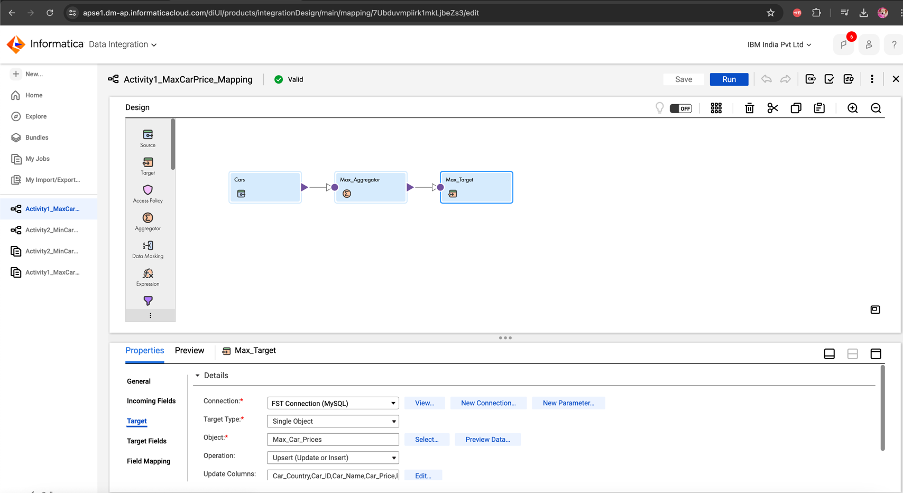 apse1.dm-ap.informaticacloud.com/diUI/products/integrationDesign/main/mapping/7Ubduvmpiirk1mkLjbeZs3/edit
Informatica Data Integration
IBM India Pvt Ltd
6
?
New...
Home
Explore
Bundles
My Jobs
My Import/Export...
Activity1_MaxCar...
Activity2_MinCar...
Activity2_MinCar...
Activity1_MaxCar...
Activity1_MaxCarPrice_Mapping
Valid
Save
Run
Design
OFF
Source
Target
Access Policy
Aggregator
Data Masking
Expression
Cars
Max_Aggregator
Max_Target
Properties
Preview
Max_Target
General
Incoming Fields
Target
Target Fields
Field Mapping
Details
Connection:* FST Connection (MySQL) View... New Connection... New Parameter...
Target Type:* Single Object
Object:* Max_Car_Prices Select... Preview Data...
Operation: Upsert (Update or Insert)
Update Columns: Car_Country,Car_ID,Car_Name,Car_Price, Edit...